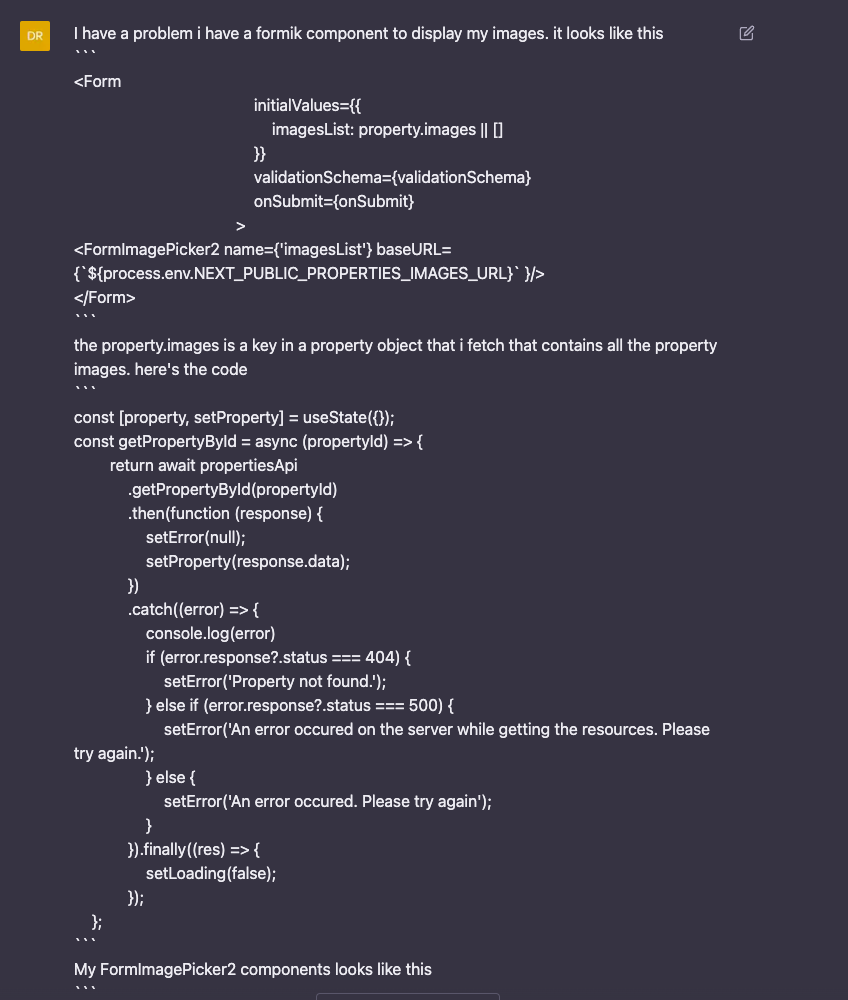 DR
I have a problem i have a formik component to display my images. it looks like this
```
<Form
initialValues={{
imagesList: property.images || []
}}
validationSchema={validationSchema}
onSubmit={onSubmit}
>
<FormImagePicker2 name={'imagesList'} baseURL=
{`${process.env.NEXT_PUBLIC_PROPERTIES_IMAGES_URL}` }/>
</Form>
```
the property.images is a key in a property object that i fetch that contains all the property
images. here's the code
```
const [property, setProperty] = useState({});
const getPropertyById = async (propertyId) => {
return await propertiesApi
.getPropertyById(propertyId)
.then(function (response) {
setError(null);
setProperty(response.data);
})
.catch((error) => {
console.log(error)
if (error.response?.status === 404) {
setError('Property not found.');
} else if (error.response?.status === 500) {
setError('An error occured on the server while getting the resources. Please
try again.');
} else {
setError('An error occured. Please try again');
}
}).finally((res) => {
setLoading(false);
});
};
```
My FormImagePicker2 components looks like this
```